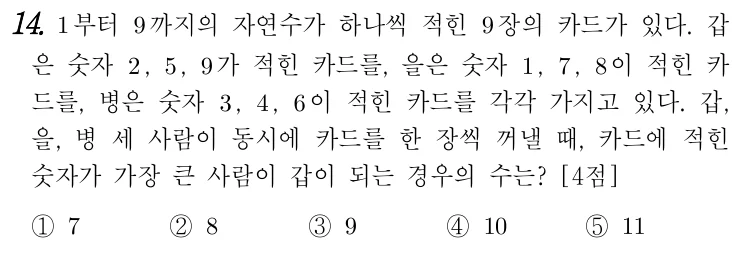 14. 1부터 9까지의 자연수가 하나씩 적힌 9장의 카드가 있다. 갑
은 숫자 2, 5, 9가 적힌 카드를, 을은 숫자 1, 7, 8이 적힌 카
드를, 병은 숫자 3, 4, 6이 적힌 카드를 각각 가지고 있다. 갑,
을, 병 세 사람이 동시에 카드를 한 장씩 꺼낼 때, 카드에 적힌
숫자가 가장 큰 사람이 갑이 되는 경우의 수는? [4점]
① 7 ② 8 ③ 9 ④ 10 ⑤ 11